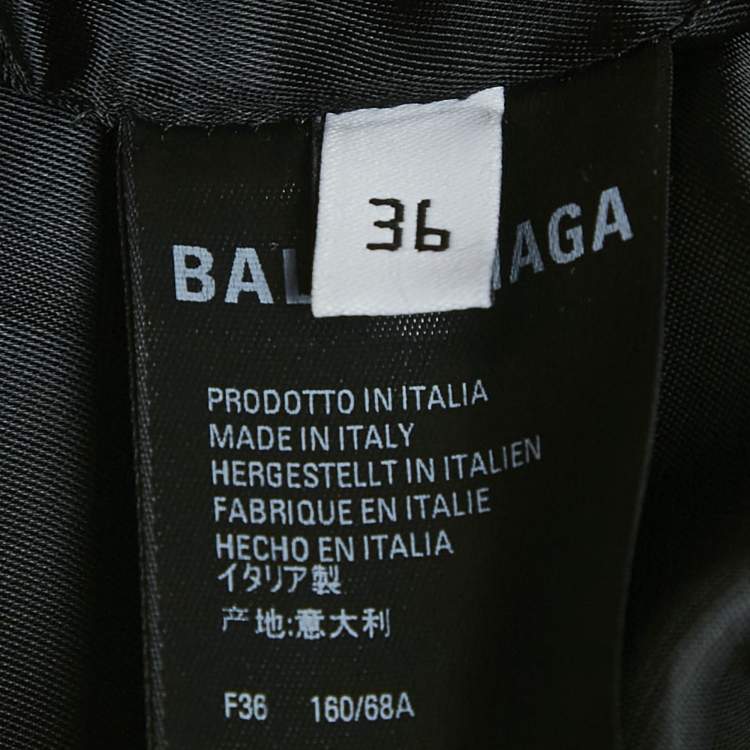 36
BAL AGA
PRODOTTO IN ITALIA
MADE IN ITALY
HERGESTELLT IN ITALIEN
FABRIQUE EN ITALIE
HECHO EN ITALIA
イタリア製
产地:意大利
F36 160/68A